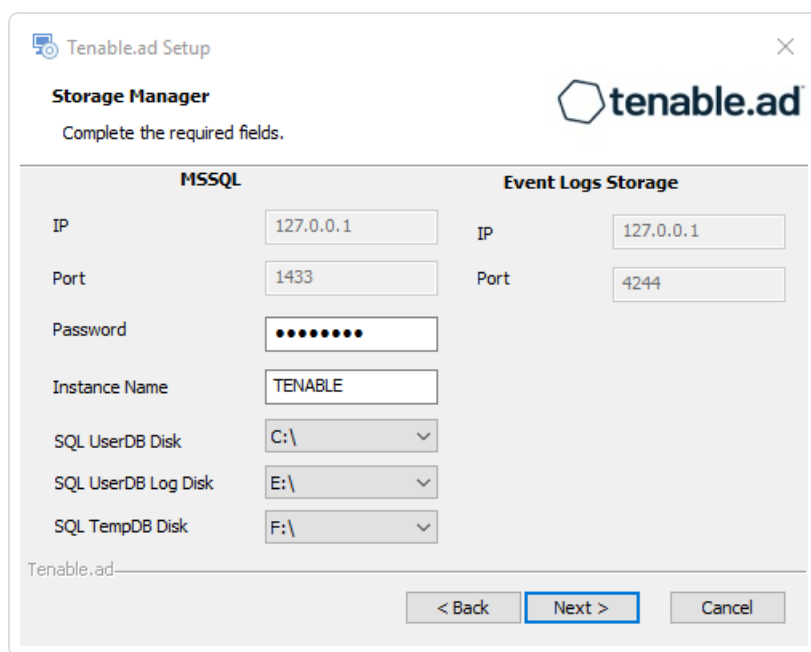 Tenable.ad Setup
Storage Manager
Complete the required fields.
tenable.ad
MSSQL
IP 127.0.0.1
Port 1433
Password ●●●●●●●●
Instance Name TENABLE
SQL UserDB Disk C:\
SQL UserDB Log Disk E:\
SQL TempDB Disk F:\
Event Logs Storage
IP 127.0.0.1
Port 4244
Tenable.ad
< Back Next > Cancel